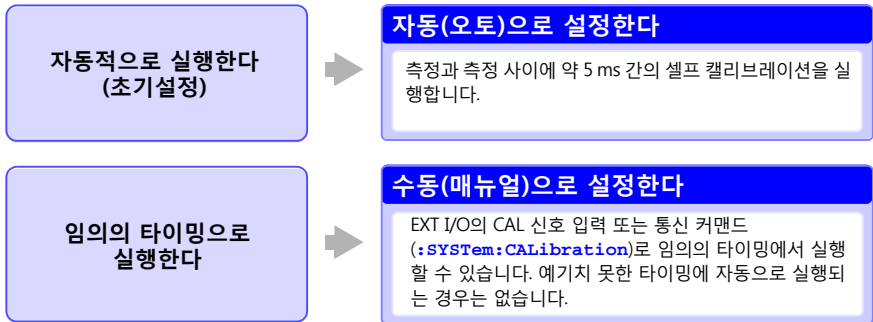 자동적으로 실행한다
(초기설정)
자동(오토)으로 설정한다
측정과 측정 사이에 약 5 ms 간의 셀프 캘리브레이션을 실
행합니다.
임의의 타이밍으로
실행한다
수동(매뉴얼)으로 설정한다
EXT I/O의 CAL 신호 입력 또는 통신 커맨드
(:SYSTem:CALibration)로 임의의 타이밍에서 실행
할 수 있습니다. 예기치 못한 타이밍에 자동으로 실행되
는 경우는 없습니다.